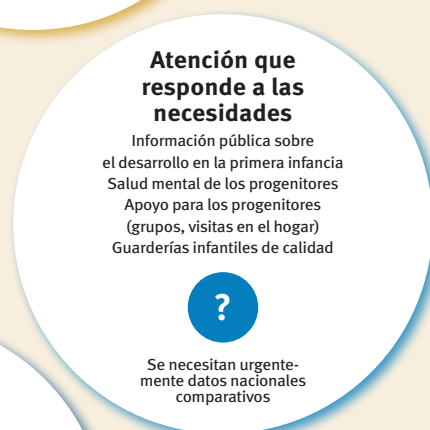 Atención que
responde a las
necesidades
Información pública sobre
el desarrollo en la primera infancia
Salud mental de los progenitores
Apoyo para los progenitores
(grupos, visitas en el hogar)
Guarderías infantiles de calidad
?
Se necesitan urgente-
mente datos nacionales
comparativos